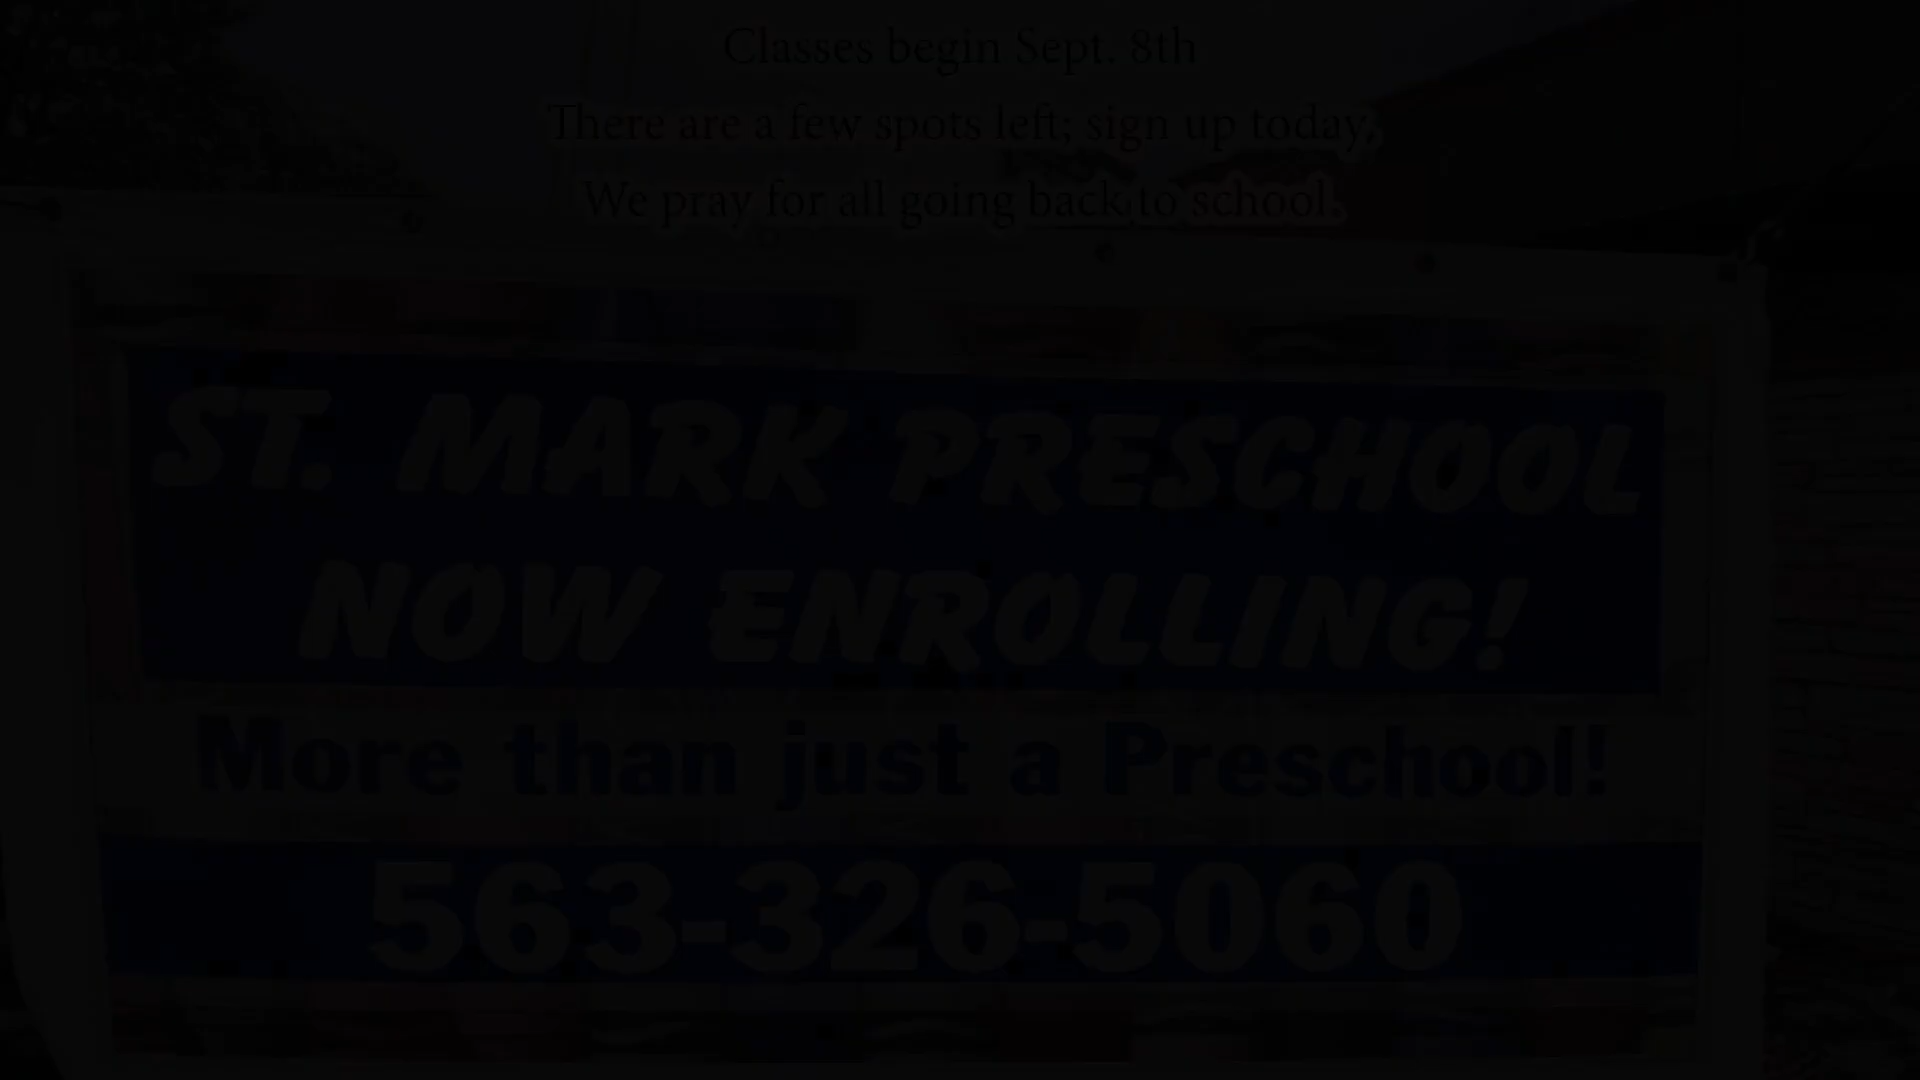 Classes begin Sept. 8th
There are a few spots left; sign up today.
We pray for all going back to school.
ST. MARK PRESCHOOL
NOW ENROLLING!
More than just a Preschool!
563-326-5060